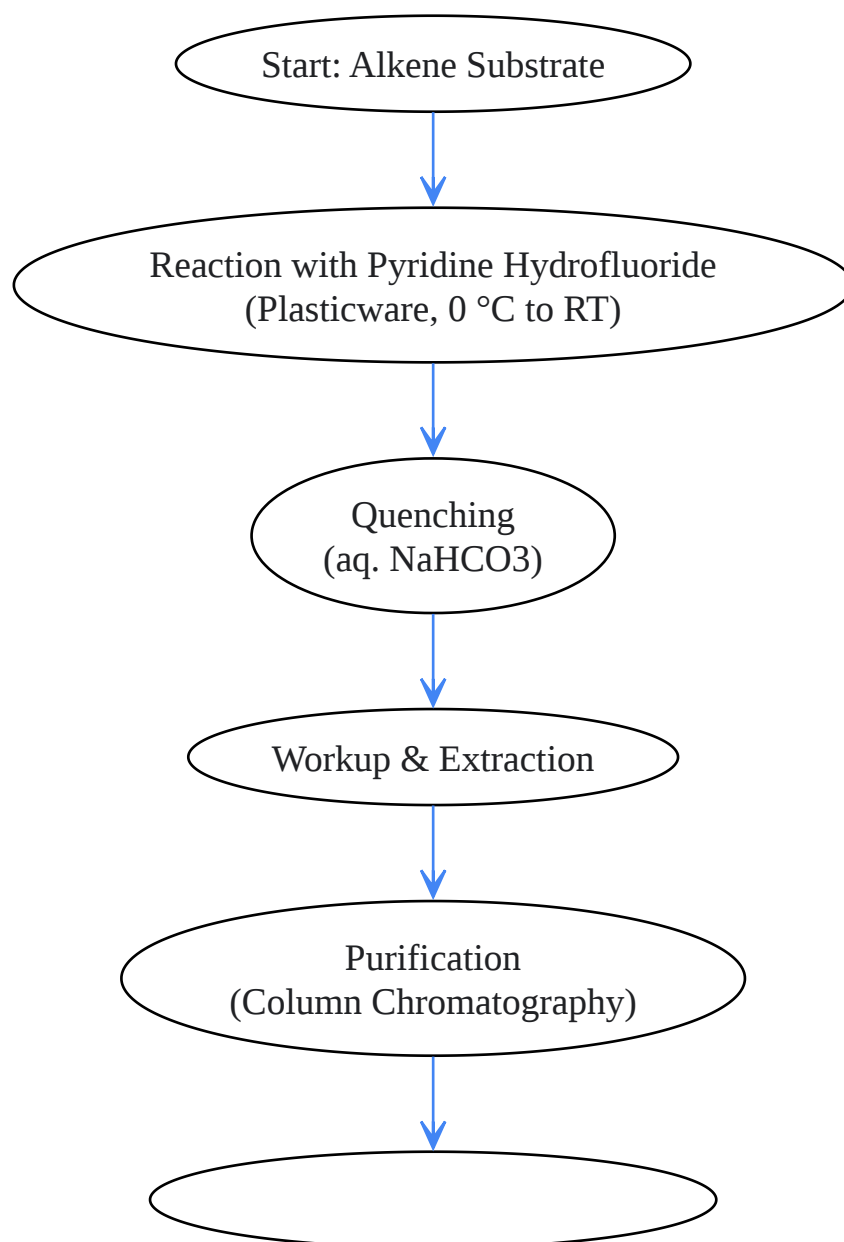 Start: Alkene Substrate
Reaction with Pyridine Hydrofluoride
(Plasticware, 0 °C to RT)
Quenching
(aq. NaHCO3)
Workup & Extraction
Purification
(Column Chromatography)